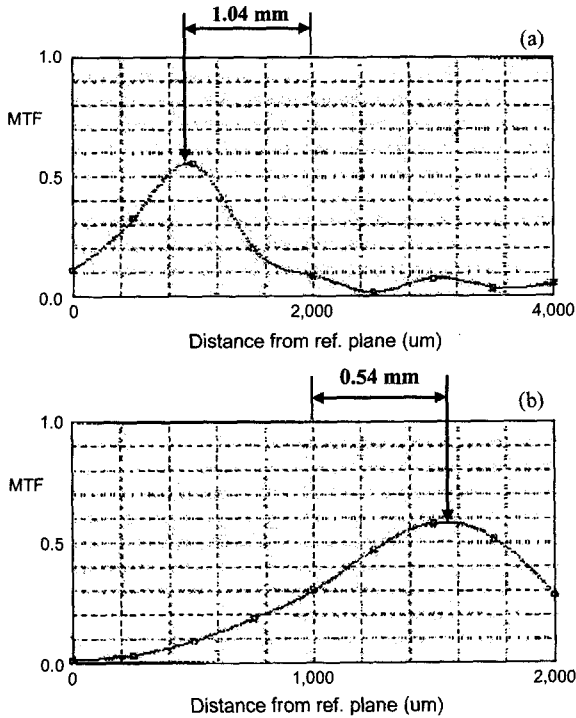 1.04 mm
(a)
1.0
MTF
0.5
0.0
0 2,000 4,000
Distance from ref. plane (um)
0.54 mm
(b)
1.0
MTF
0.5
0.0
0 1,000 2,000
Distance from ref. plane (um)